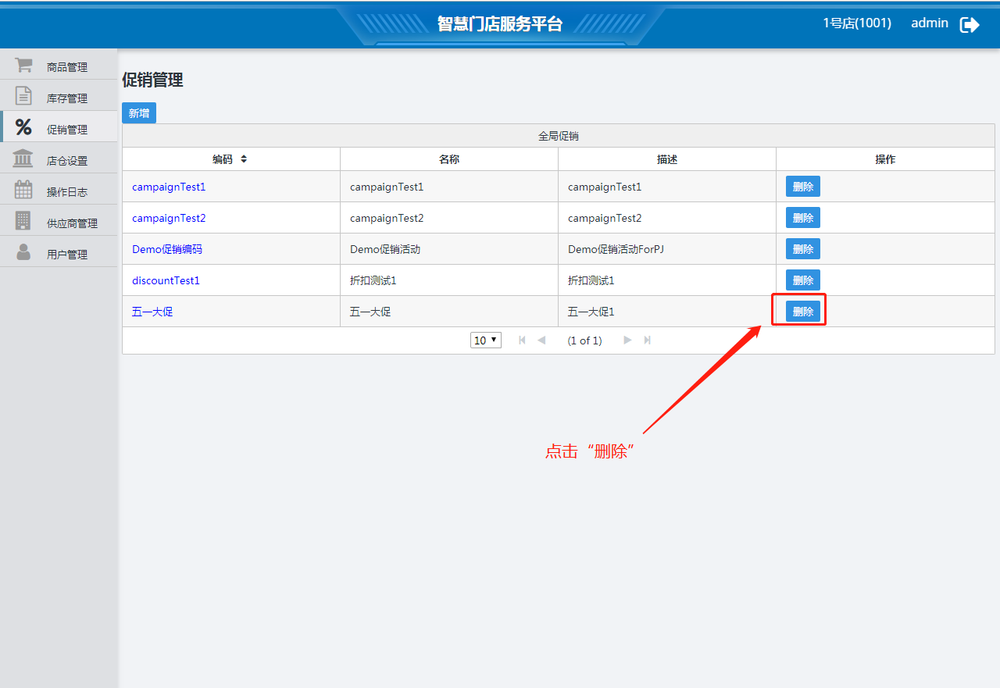 智慧门店服务平台
1号店(1001) admin
商品管理
库存管理
促销管理
店仓设置
操作日志
供应商管理
用户管理
促销管理
新增
全局促销
编码 名称 描述 操作
campaignTest1 campaignTest1 campaignTest1 删除
campaignTest2 campaignTest2 campaignTest2 删除
Demo促销编码 Demo促销活动 Demo促销活动ForPJ 删除
discountTest1 折扣测试1 折扣测试1 删除
五一大促 五一大促 五一大促1 删除
10 (1 of 1)
点击“删除”